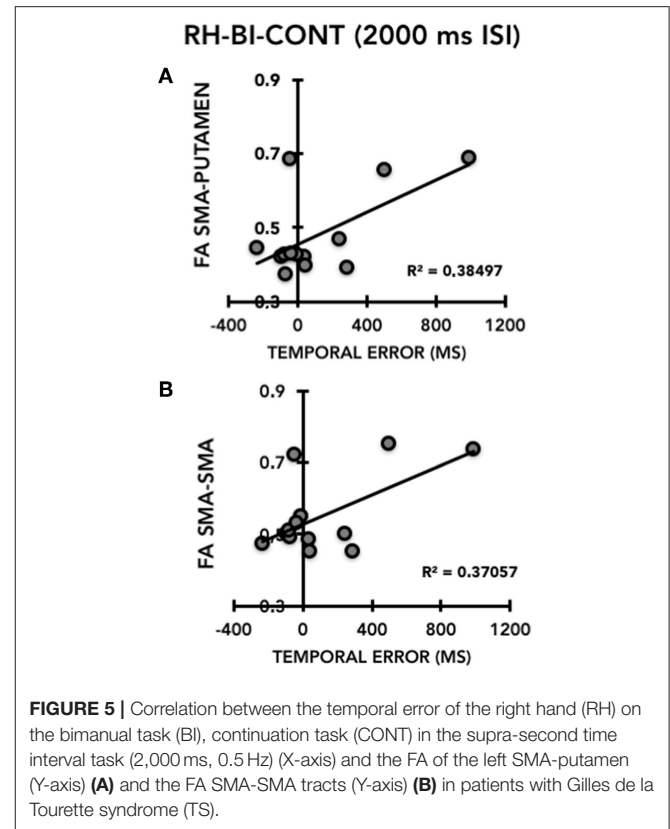 RH-BI-CONT (2000 ms ISI)
A
FA SMA-PUTAMEN
0.9
0.7
0.5
0.3
R² = 0.38497
-400 0 400 800 1200
TEMPORAL ERROR (MS)
B
FA SMA-SMA
0.9
0.7
0.5
0.3
R² = 0.37057
-400 0 400 800 1200
TEMPORAL ERROR (MS)
FIGURE 5 | Correlation between the temporal error of the right hand (RH) on
the bimanual task (BI), continuation task (CONT) in the supra-second time
interval task (2,000 ms, 0.5 Hz) (X-axis) and the FA of the left SMA-putamen
(Y-axis) (A) and the FA SMA-SMA tracts (Y-axis) (B) in patients with Gilles de la
Tourette syndrome (TS).